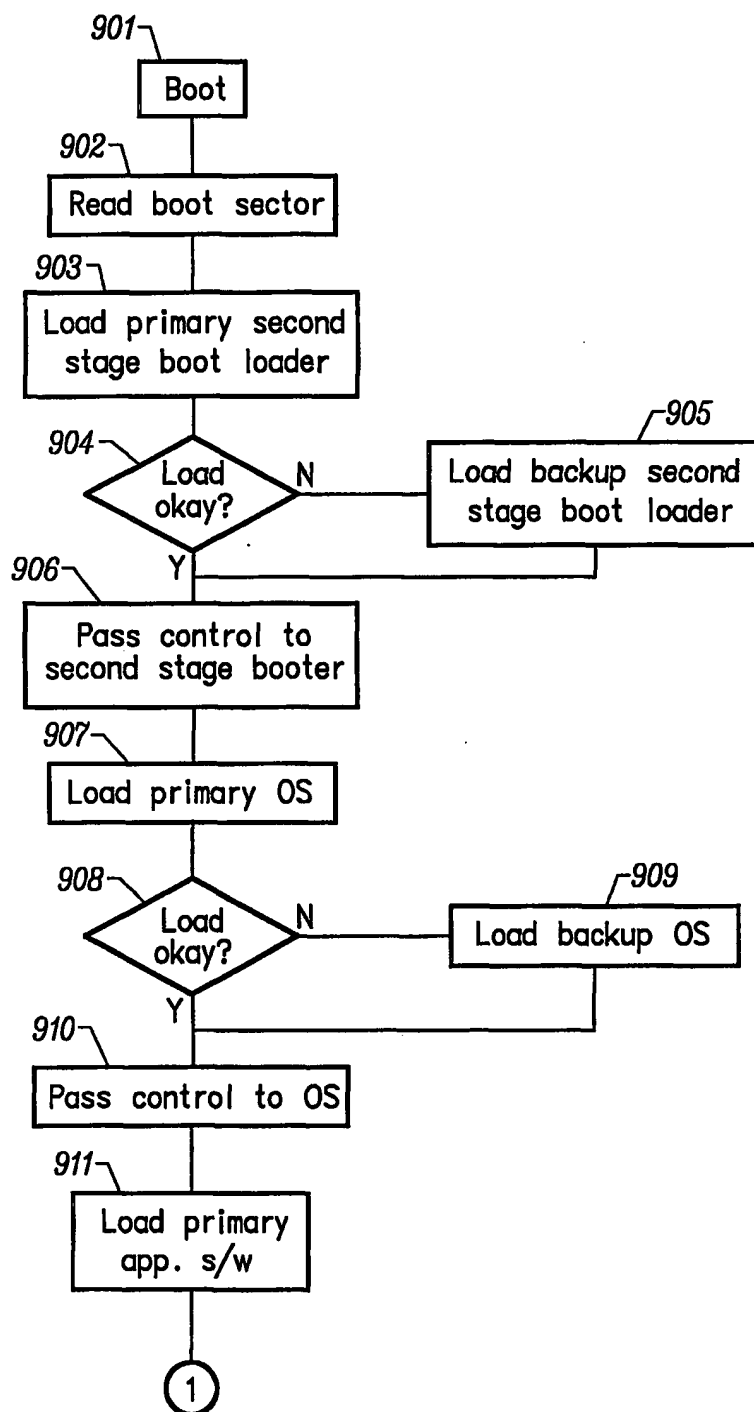 901
Boot
902
Read boot sector
903
Load primary second
stage boot loader
904
Load
okay?
N
905
Load backup second
stage boot loader
Y
906
Pass control to
second stage booter
907
Load primary OS
908
Load
okay?
N
909
Load backup OS
Y
910
Pass control to OS
911
Load primary
app. s/w
1